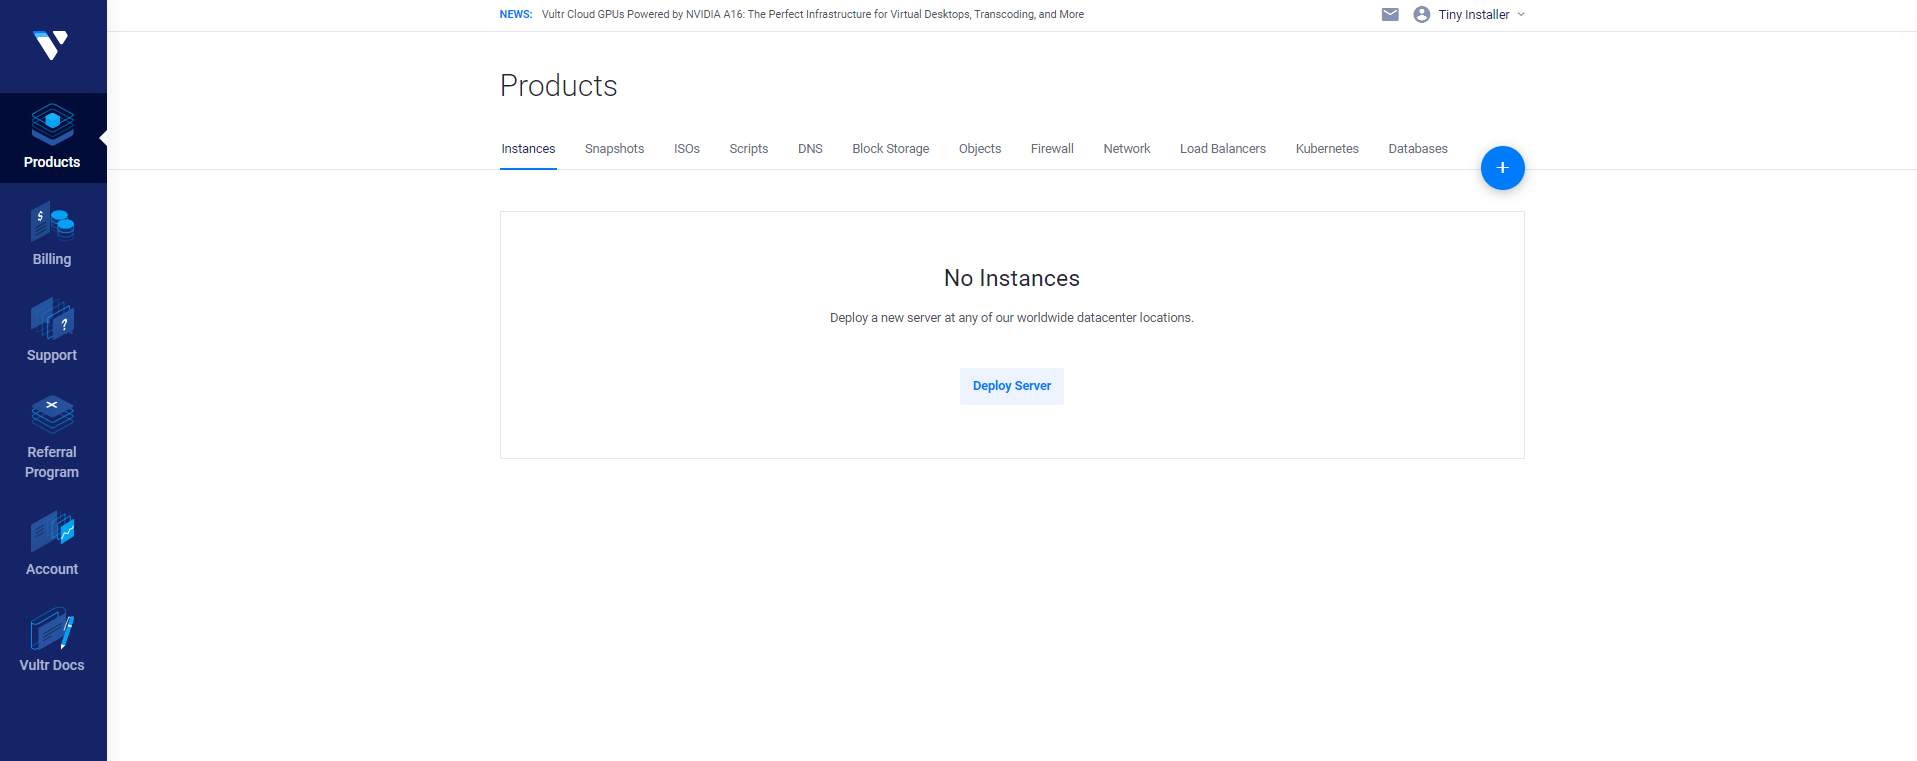 NEWS: Vultr Cloud GPUs Powered by NVIDIA A16: The Perfect Infrastructure for Virtual Desktops, Transcoding, and More
Tiny Installer
Products
Billing
Support
Referral
Program
Account
Vultr Docs
Products
Instances Snapshots ISOs Scripts DNS Block Storage Objects Firewall Network Load Balancers Kubernetes Databases
+
No Instances
Deploy a new server at any of our worldwide datacenter locations.
Deploy Server